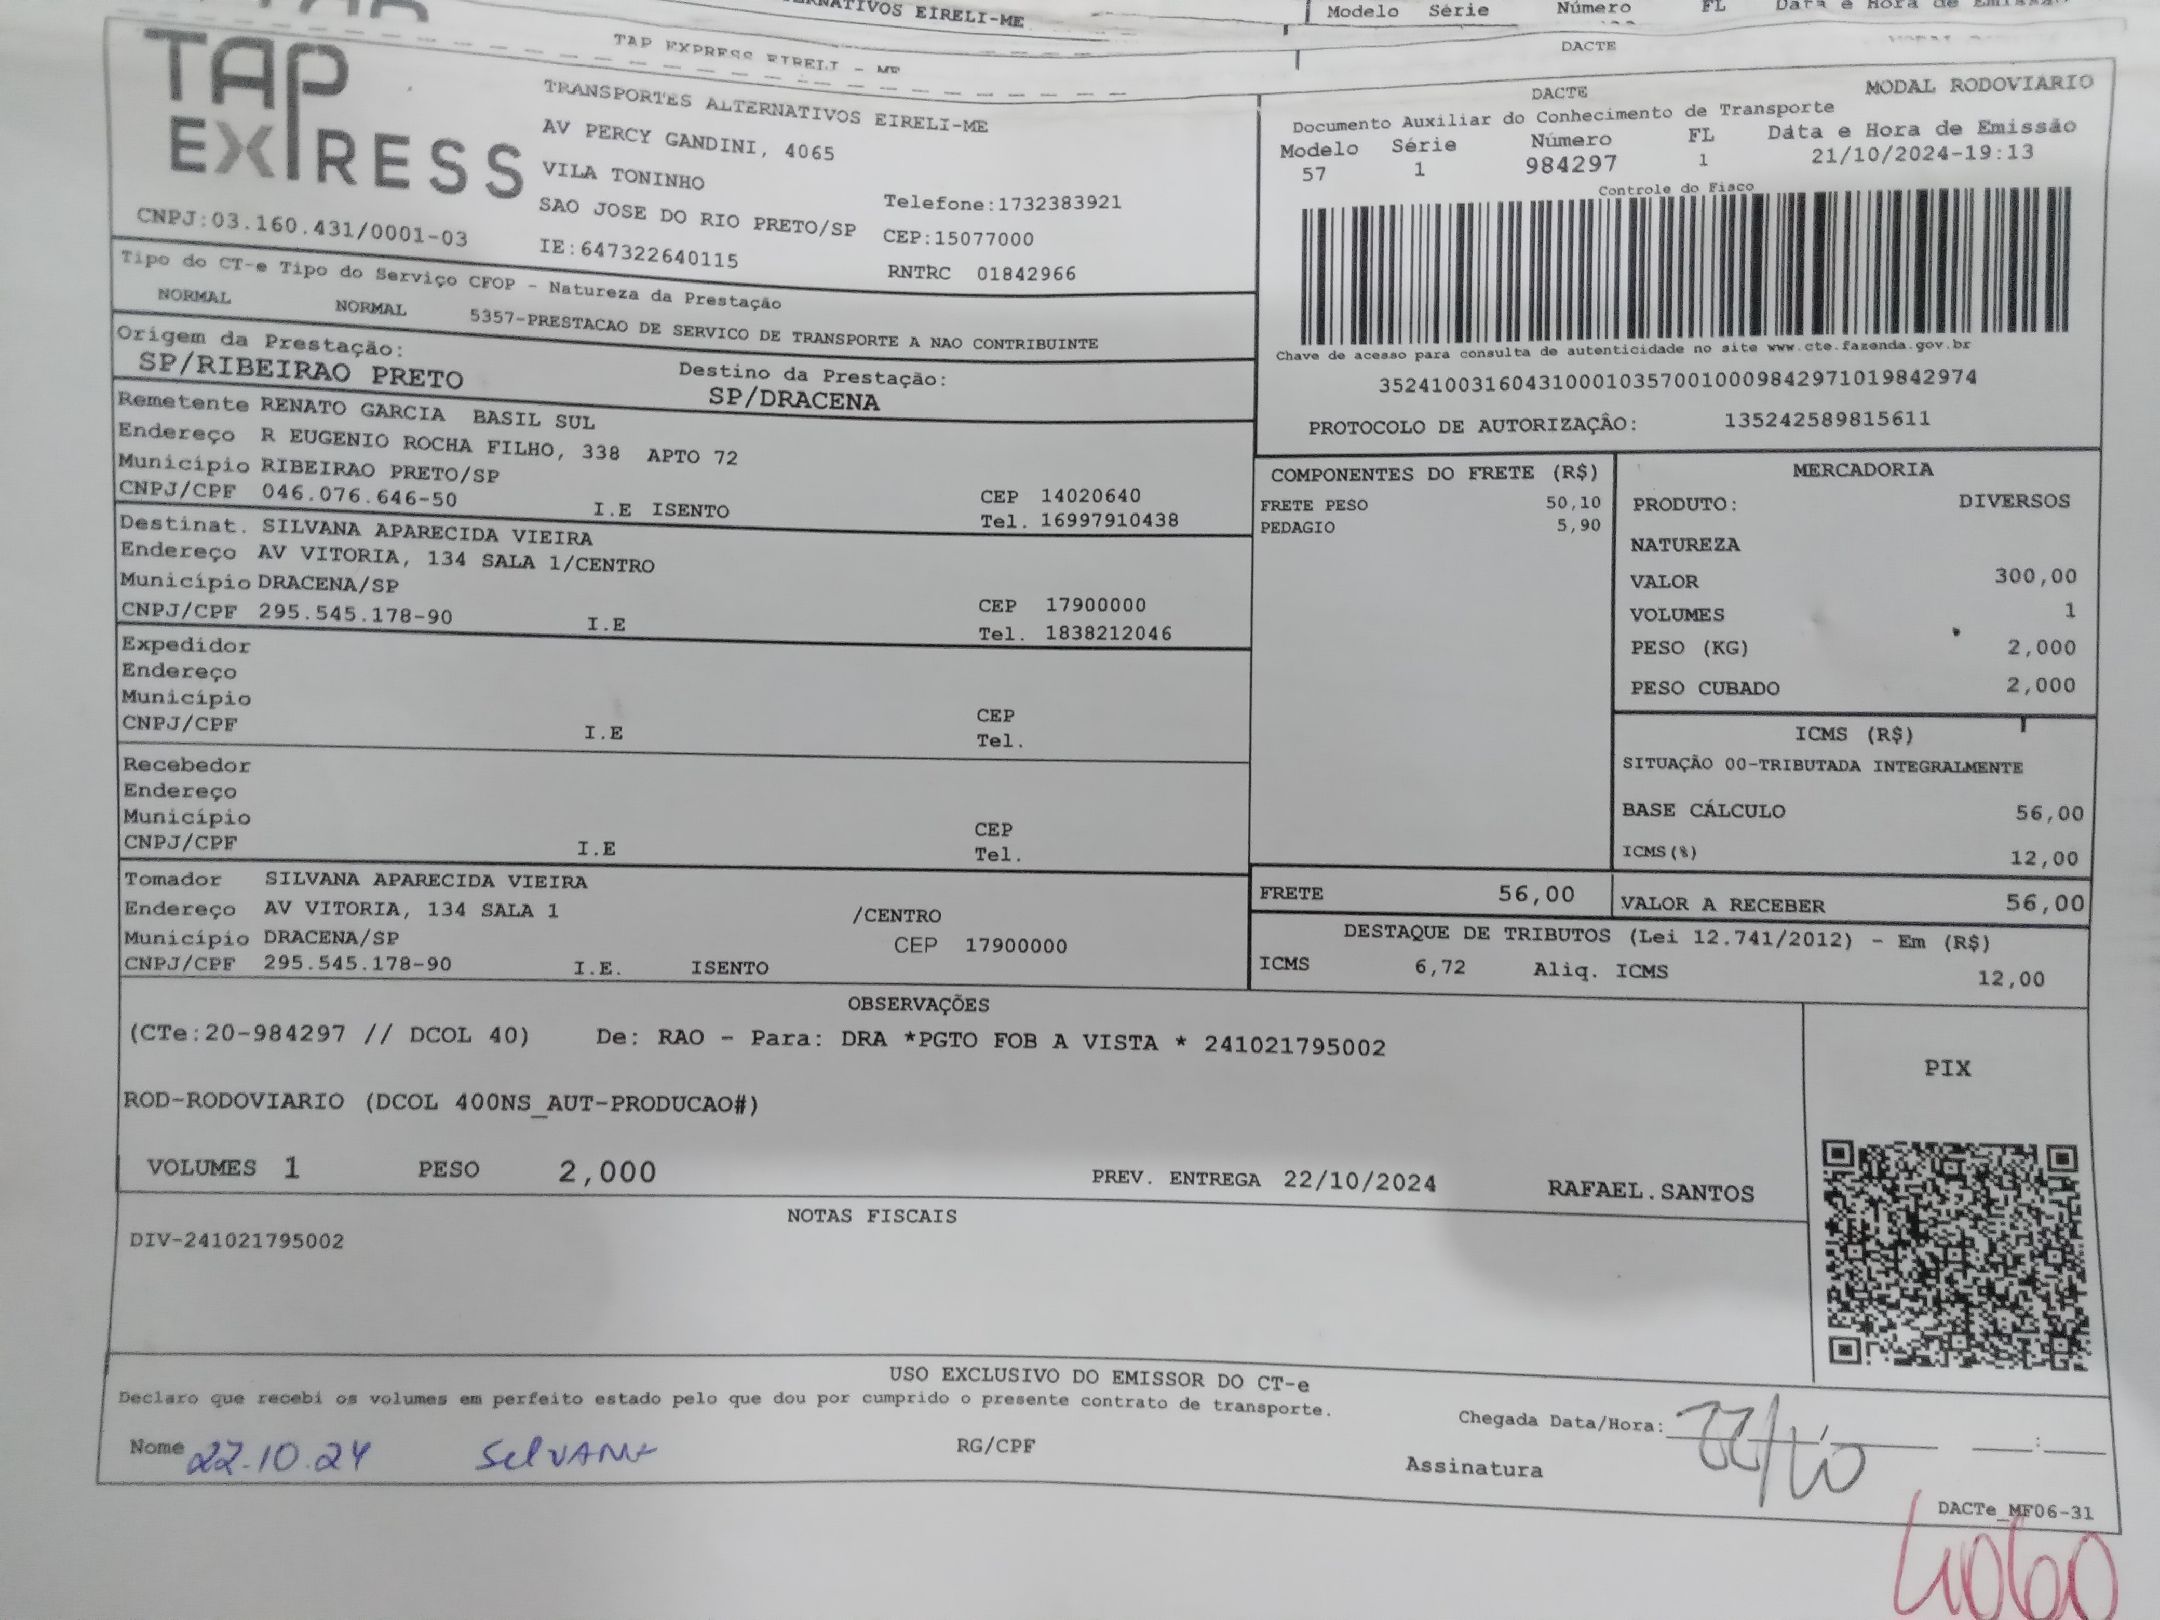 ALTERNATIVOS EIRELI-ME
Modelo Série Número FL Data e Hora de Emissão
TAP EXPRESS EIRELI - ME
DACTE
TAP EXPRESS
CNPJ:03.160.431/0001-03
TRANSPORTES ALTERNATIVOS EIRELI-ME
AV PERCY GANDINI, 4065
VILA TONINHO
SAO JOSE DO RIO PRETO/SP
IE:647322640115
Telefone:1732383921
CEP:15077000
RNTRC 01842966
DACTE MODAL RODOVIARIO
Documento Auxiliar do Conhecimento de Transporte
Modelo Série Número FL Data e Hora de Emissão
57 1 984297 1 21/10/2024-19:13
Controle do Fisco
Chave de acesso para consulta de autenticidade no site www.cte.fazenda.gov.br
35241003160431000103570010009842971019842974
PROTOCOLO DE AUTORIZAÇÂO: 135242589815611
Tipo do CT-e Tipo do Serviço CFOP - Natureza da Prestação
NORMAL NORMAL 5357-PRESTACAO DE SERVICO DE TRANSPORTE A NAO CONTRIBUINTE
Origem da Prestação:
SP/RIBEIRAO PRETO
Destino da Prestação:
SP/DRACENA
Remetente RENATO GARCIA BASIL SUL
Endereço R EUGENIO ROCHA FILHO, 338 APTO 72
Município RIBEIRAO PRETO/SP CEP 14020640
CNPJ/CPF 046.076.646-50 I.E ISENTO Tel. 16997910438
Destinat. SILVANA APARECIDA VIEIRA
Endereço AV VITORIA, 134 SALA 1/CENTRO
Município DRACENA/SP CEP 17900000
CNPJ/CPF 295.545.178-90 I.E Tel. 1838212046
Expedidor
Endereço
Município CEP
CNPJ/CPF I.E Tel.
Recebedor
Endereço
Município CEP
CNPJ/CPF I.E Tel.
Tomador SILVANA APARECIDA VIEIRA
Endereço AV VITORIA, 134 SALA 1 /CENTRO
Município DRACENA/SP CEP 17900000
CNPJ/CPF 295.545.178-90 I.E. ISENTO
COMPONENTES DO FRETE (R$)
FRETE PESO 50,10
PEDAGIO 5,90
MERCADORIA
PRODUTO: DIVERSOS
NATUREZA
VALOR 300,00
VOLUMES 1
PESO (KG) 2,000
PESO CUBADO 2,000
ICMS (R$)
SITUAÇÃO 00-TRIBUTADA INTEGRALMENTE
BASE CÁLCULO 56,00
ICMS(%) 12,00
FRETE 56,00 VALOR A RECEBER 56,00
DESTAQUE DE TRIBUTOS (Lei 12.741/2012) - Em (R$)
ICMS 6,72 Aliq. ICMS 12,00
OBSERVAÇÕES
(CTe:20-984297 // DCOL 40) De: RAO - Para: DRA *PGTO FOB A VISTA * 241021795002
ROD-RODOVIARIO (DCOL 400NS_AUT-PRODUCAO#)
PIX
VOLUMES 1 PESO 2,000 PREV. ENTREGA 22/10/2024 RAFAEL.SANTOS
NOTAS FISCAIS
DIV-241021795002
USO EXCLUSIVO DO EMISSOR DO CT-e
Declaro que recebi os volumes em perfeito estado pelo que dou por cumprido o presente contrato de transporte.
Chegada Data/Hora: 22/10 ___:___
Nome 22.10.24 SilVANA RG/CPF Assinatura
DACTe_MF06-31
4060